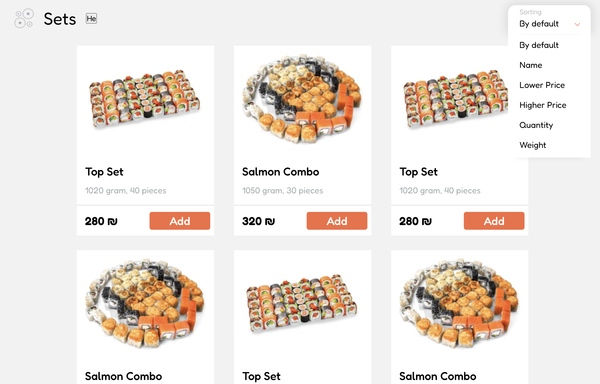 Sets He
Sorting
By default
By default
Name
Lower Price
Higher Price
Quantity
Weight
Top Set
1020 gram, 40 pieces
280 ₪
Add
Salmon Combo
1050 gram, 30 pieces
320 ₪
Add
Top Set
1020 gram, 40 pieces
280 ₪
Add
Salmon Combo
Top Set
Salmon Combo